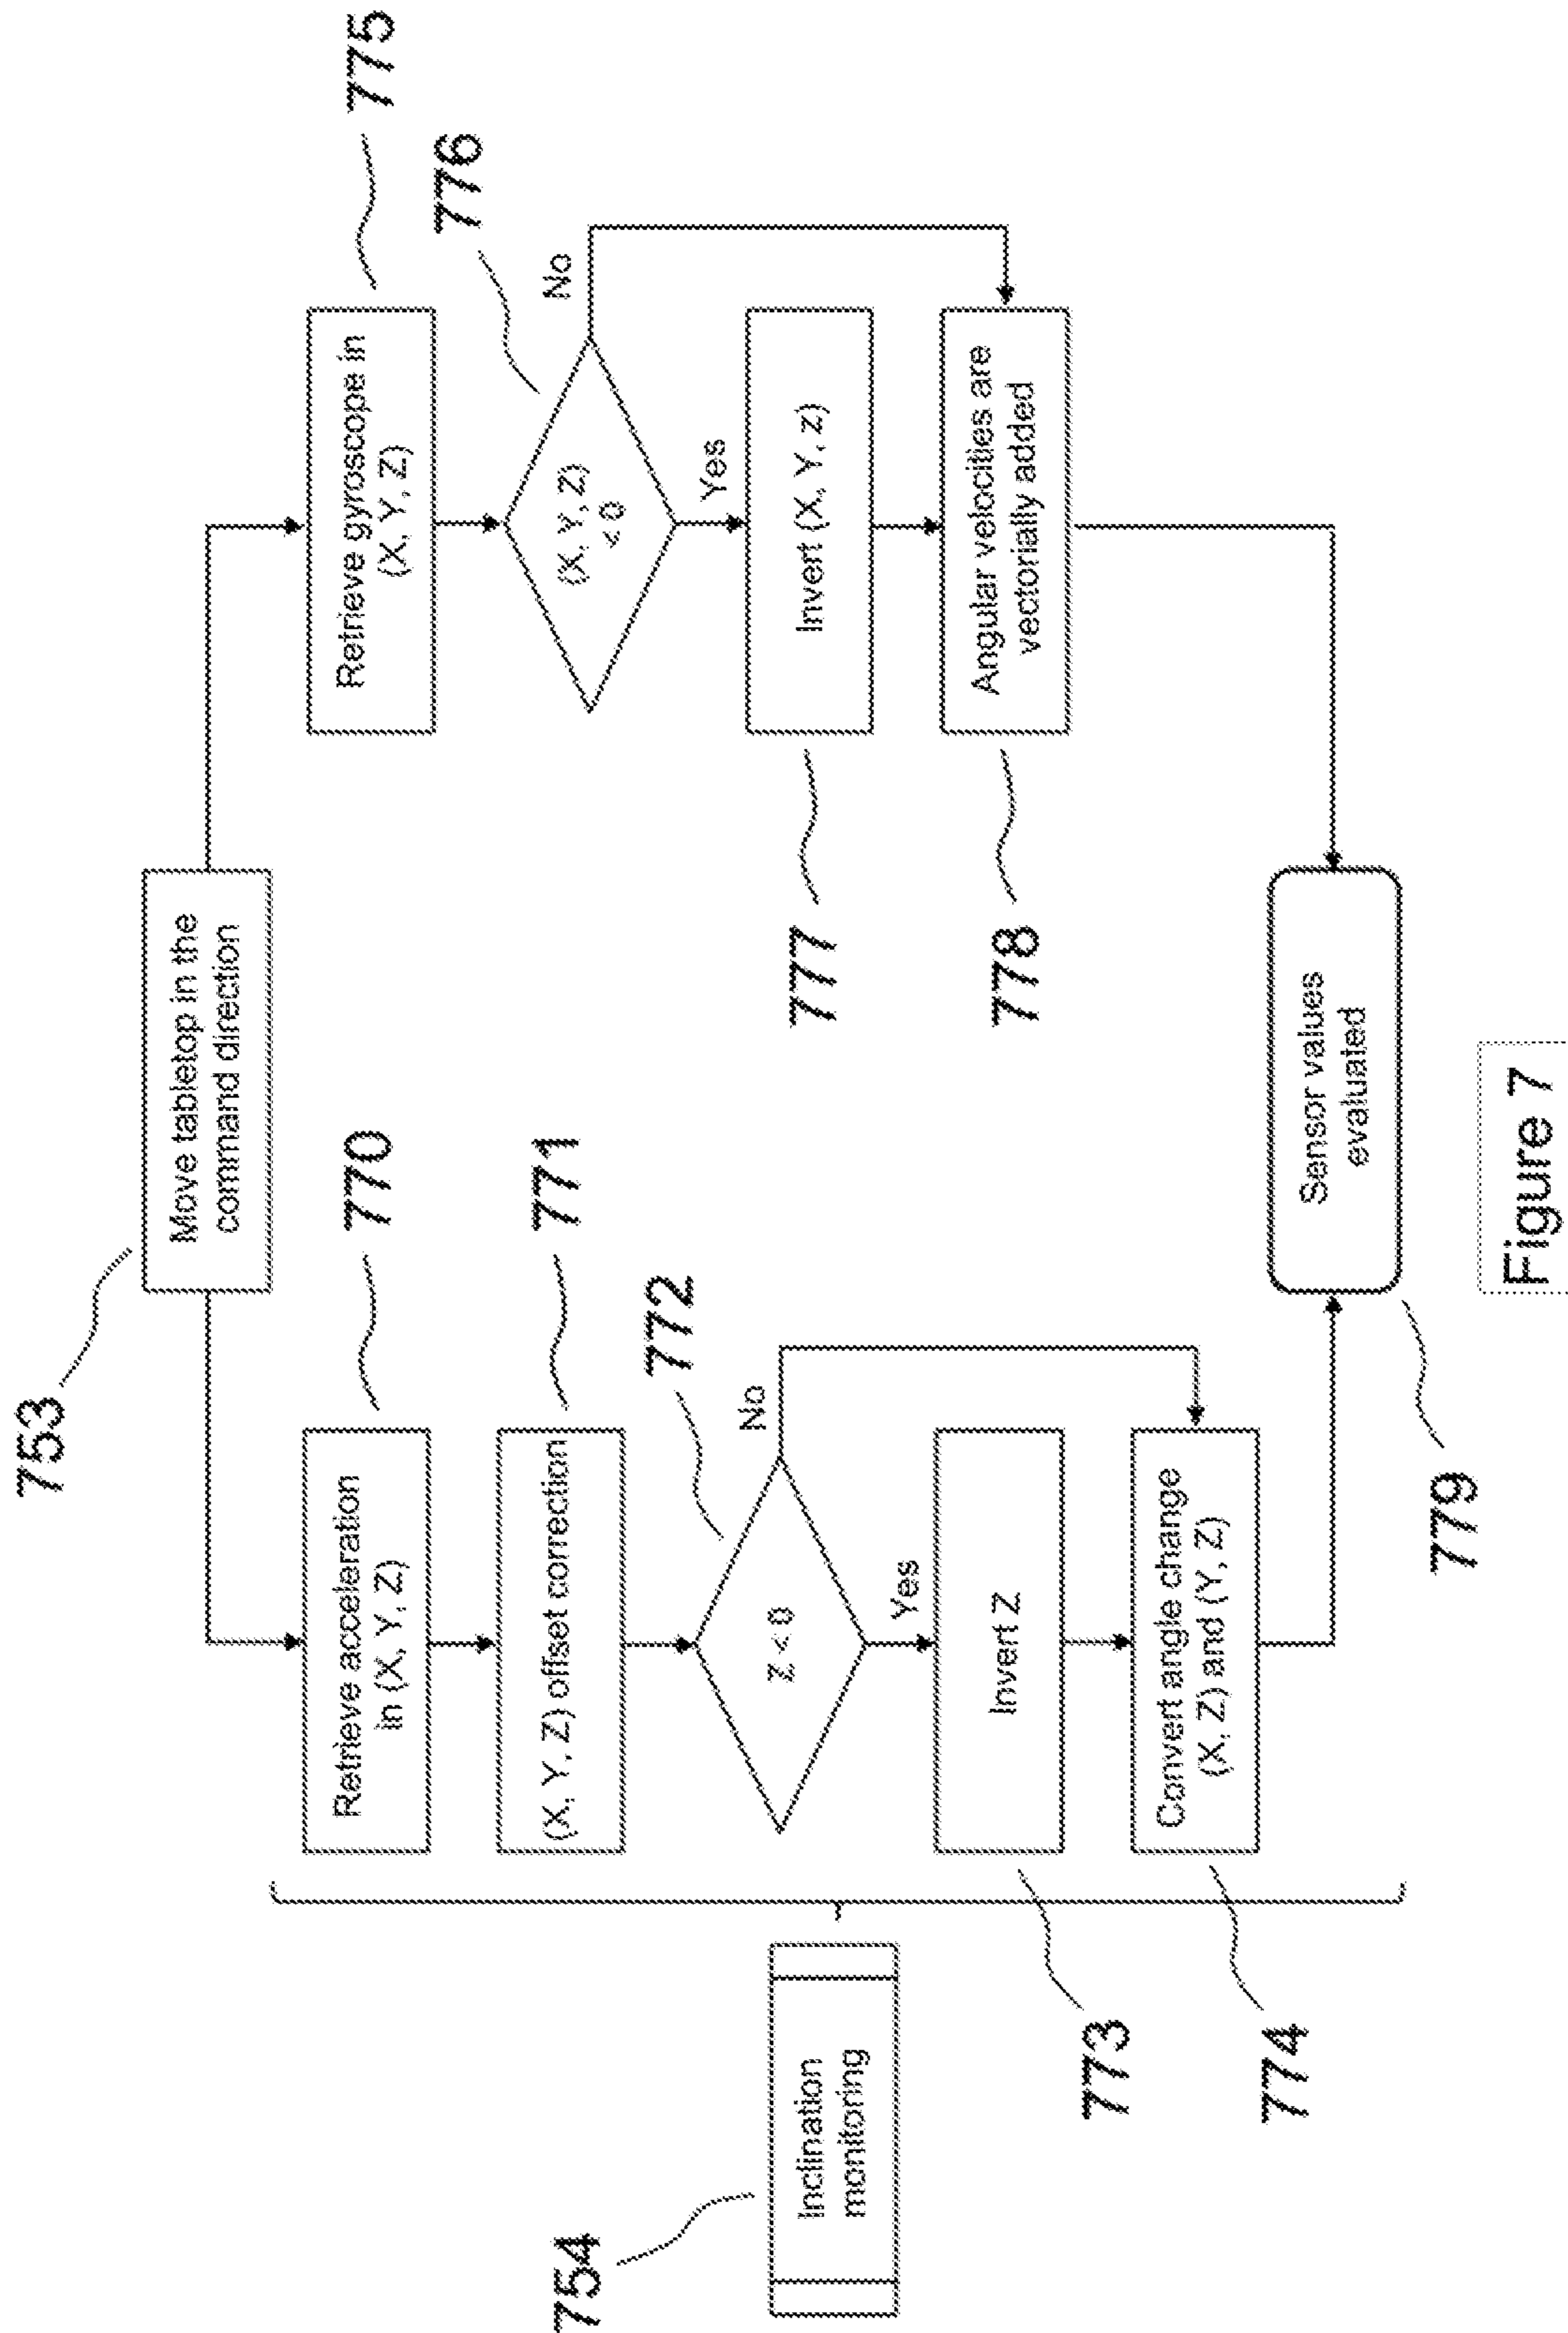 753
Move tabletop in the
command direction
770
Retrieve acceleration
in (X, Y, Z)
771
(X, Y, Z) offset correction
772
Z < 0
No
Yes
773
Invert Z
774
Convert angle change
(X, Z) and (Y, Z)
754
Inclination
monitoring
775
Retrieve gyroscope in
(X, Y, Z)
776
(X, Y, Z)
< 0
No
Yes
777
Invert (X, Y, z)
778
Angular velocities are
vectorially added
779
Sensor values
evaluated
Figure 7